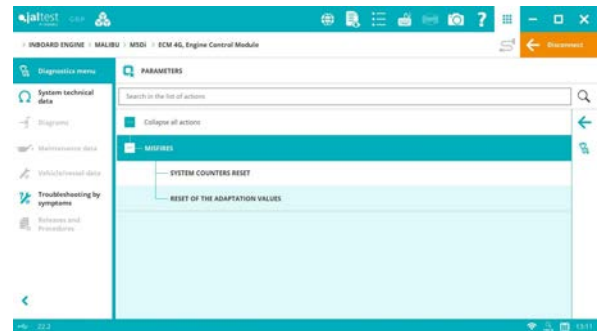 jaltest
?
INBOARD ENGINE MALIBU M5Di ECM 4G, Engine Control Module
Disconnect
Diagnostics menu
PARAMETERS
System technical
data
Search in the list of actions
Diagrams
Collapse all actions
Maintenance data
MISFIRES
Vehicle/vessel data
SYSTEM COUNTERS RESET
Troubleshooting by
symptoms
RESET OF THE ADAPTATION VALUES
Releases and
Procedures
22.2
13:11